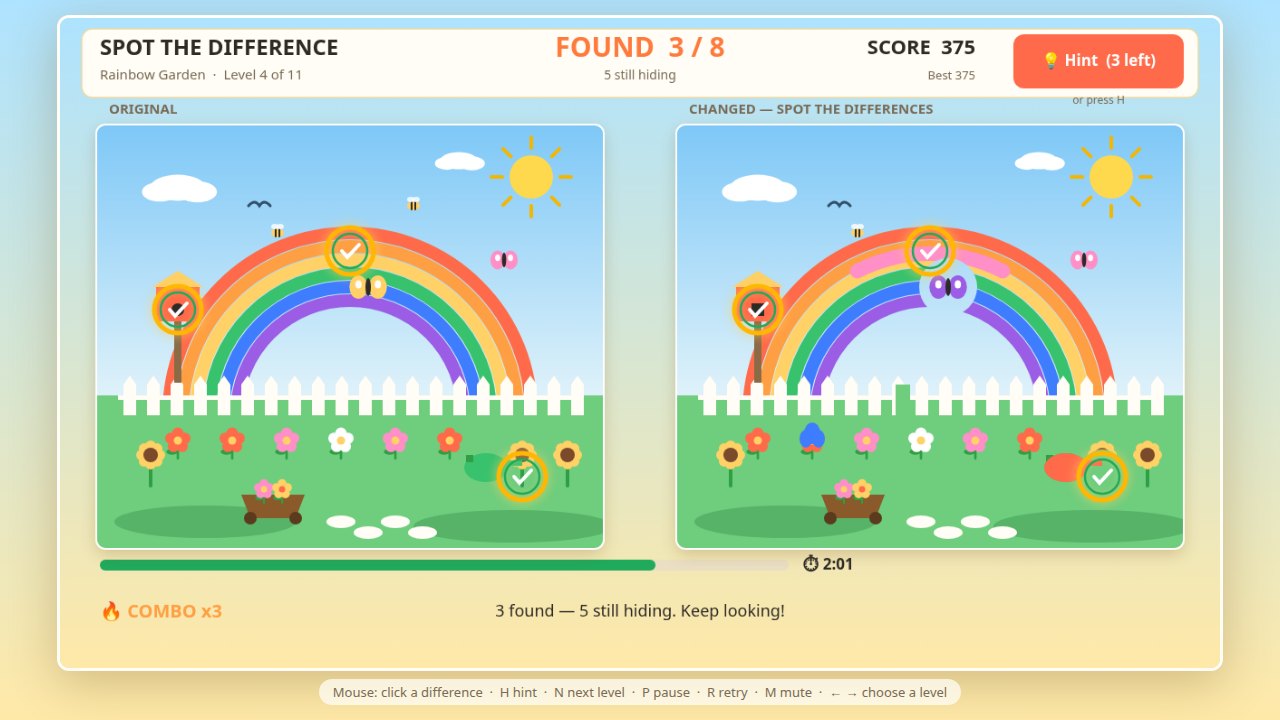 SPOT THE DIFFERENCE
Rainbow Garden · Level 4 of 11
FOUND 3 / 8
5 still hiding
SCORE 375
Best 375
💡 Hint (3 left)
or press H
ORIGINAL
CHANGED — SPOT THE DIFFERENCES
⏱ 2:01
🔥 COMBO x3
3 found — 5 still hiding. Keep looking!
Mouse: click a difference · H hint · N next level · P pause · R retry · M mute · ← → choose a level